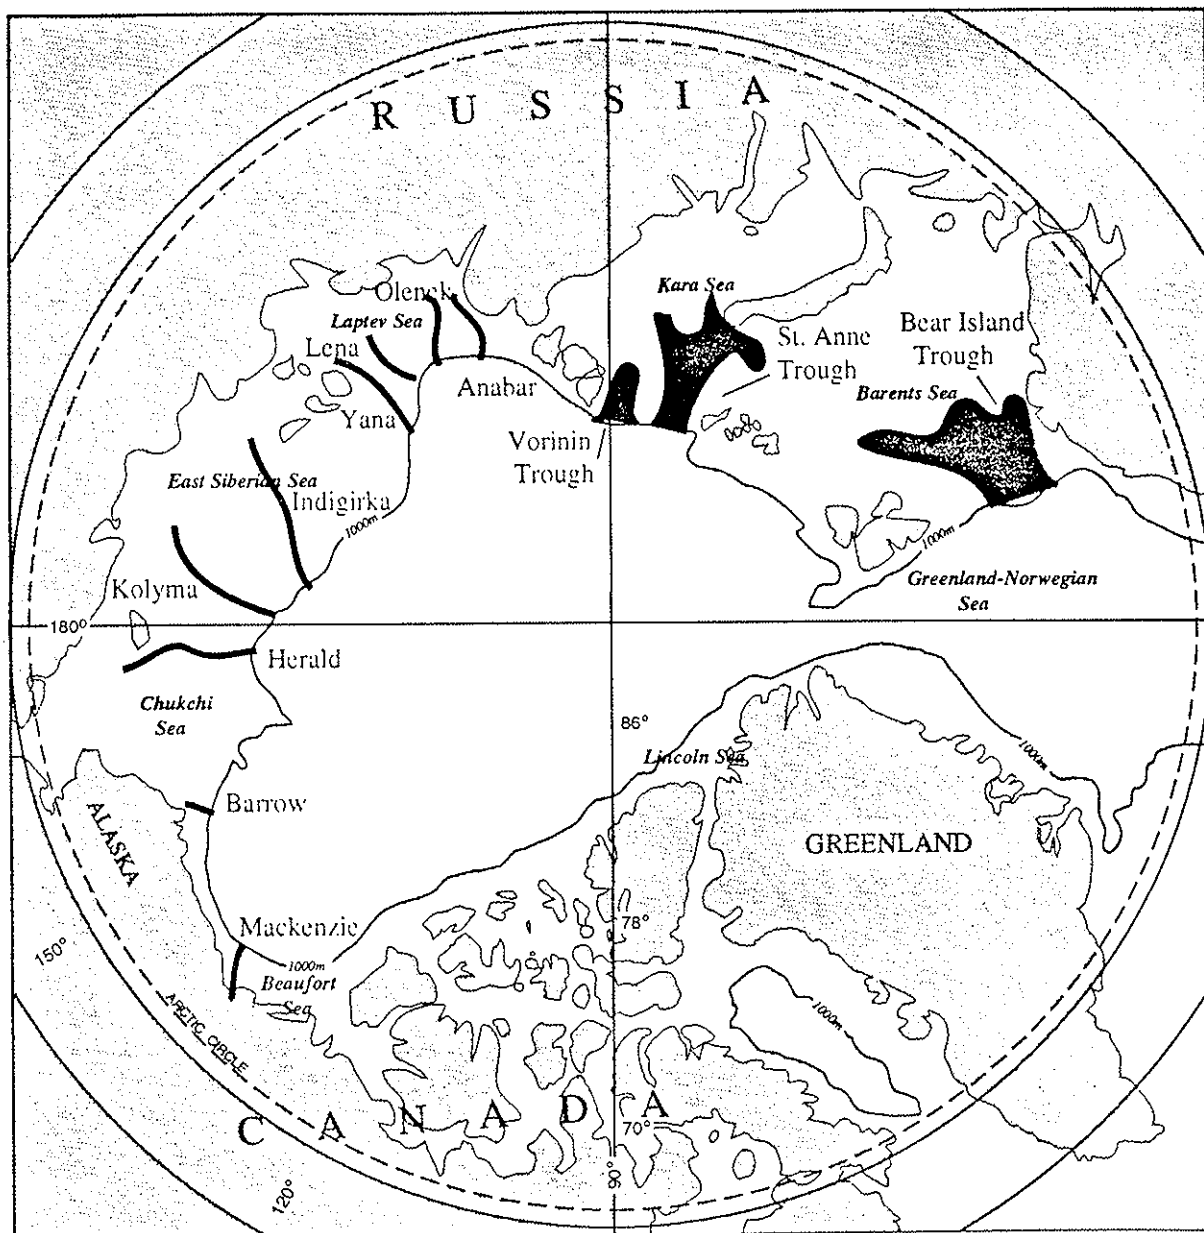 RUSSIA
Kara Sea
Olenek
Laptev Sea
Lena
Bear Island
Trough
St. Anne
Trough
Anabar
Barents Sea
Yana
Vorinin
Trough
East Siberian Sea
Indigirka
1000m
1000m
Greenland-Norwegian
Sea
Kolyma
180°
Herald
Chukchi
Sea
86°
Lincoln Sea
1000m
Barrow
ALASKA
GREENLAND
Mackenzie
78°
1000m
Beaufort
Sea
150°
1000m
ARCTIC CIRCLE
CANADA
70°
90°
120°